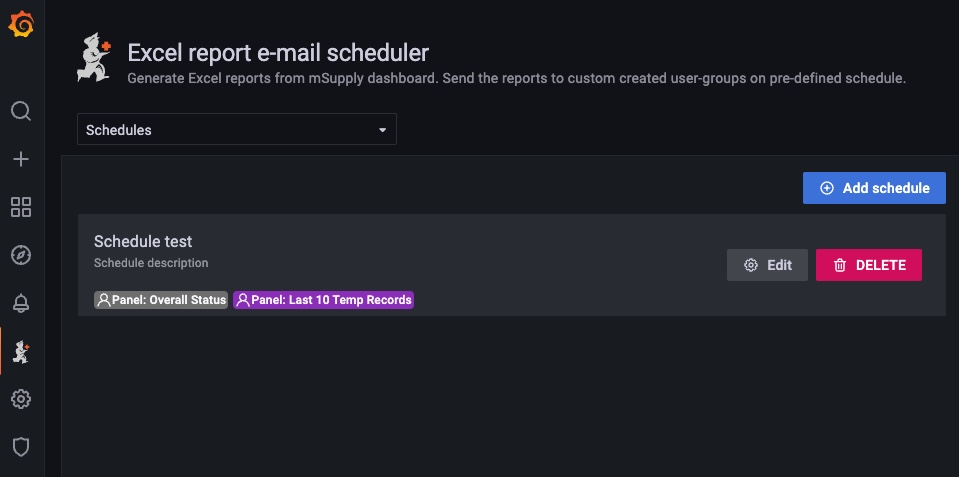 Excel report e-mail scheduler
Generate Excel reports from mSupply dashboard. Send the reports to custom created user-groups on pre-defined schedule.
Schedules
Add schedule
Schedule test
Schedule description
Edit
DELETE
Panel: Overall Status
Panel: Last 10 Temp Records